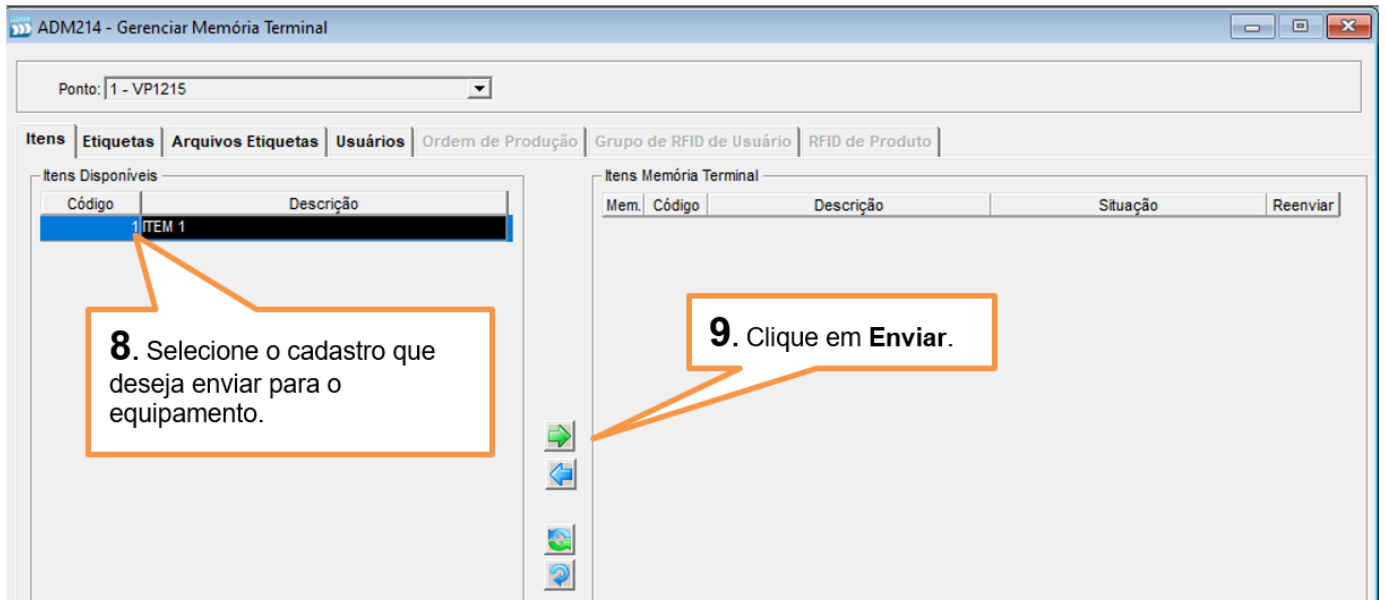 ADM214 - Gerenciar Memória Terminal
Ponto: 1 - VP1215
Itens Etiquetas Arquivos Etiquetas Usuários Ordem de Produção Grupo de RFID de Usuário RFID de Produto
Itens Disponíveis
Itens Memória Terminal
Código Descrição
Mem. Código Descrição Situação Reenviar
1 ITEM 1
8. Selecione o cadastro que
deseja enviar para o
equipamento.
9. Clique em Enviar.